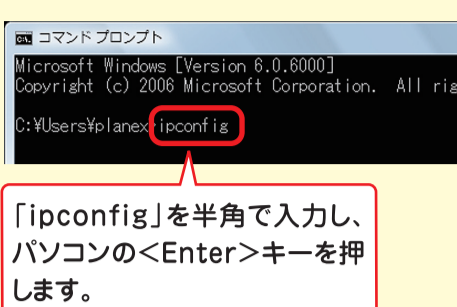 コマンド プロンプト
Microsoft Windows [Version 6.0.6000]
Copyright (c) 2006 Microsoft Corporation. All rig
C:¥Users¥planex>ipconfig
「ipconfig」を半角で入力し、
パソコンの<Enter>キーを押
します。